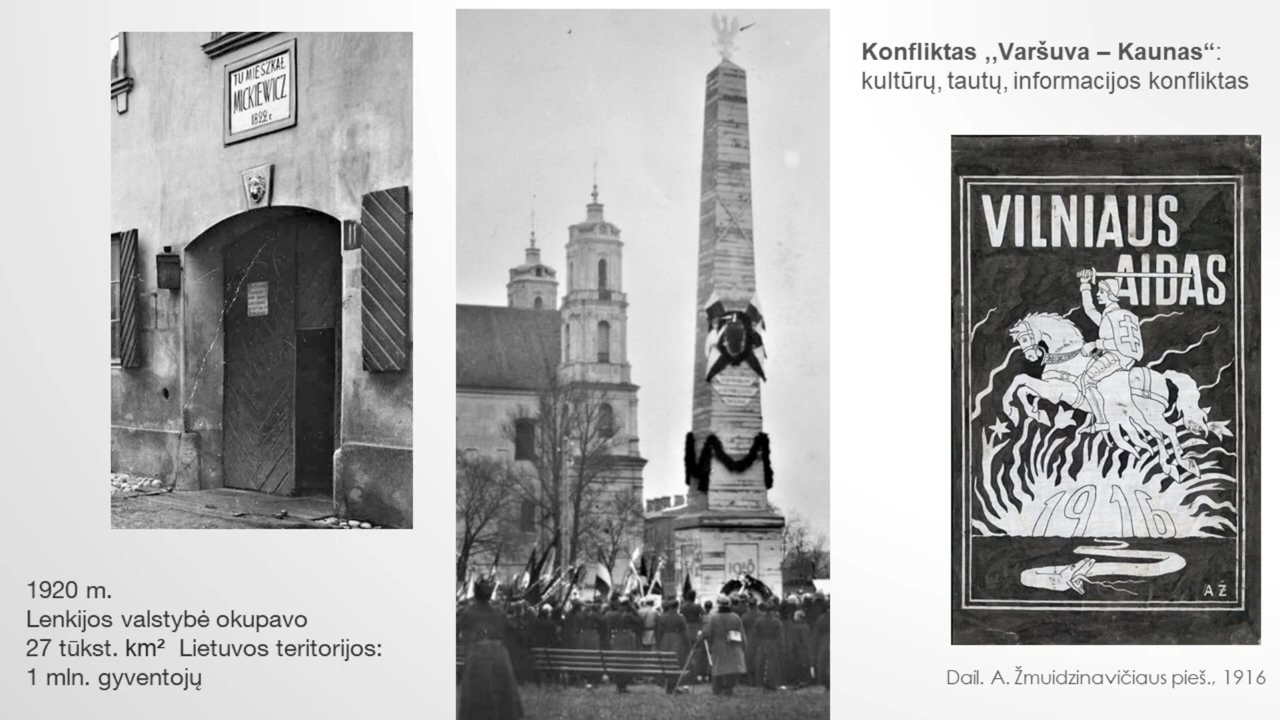 TU MIESZKAŁ
MICKIEWICZ
1822 r.
1920 m.
Lenkijos valstybė okupavo
27 tūkst. km² Lietuvos teritorijos:
1 mln. gyventojų
Konfliktas ,,Varšuva – Kaunas“:
kultūrų, tautų, informacijos konfliktas
VILNIAUS
AIDAS
1916
A Ž
Dail. A. Žmuidzinavičiaus pieš., 1916